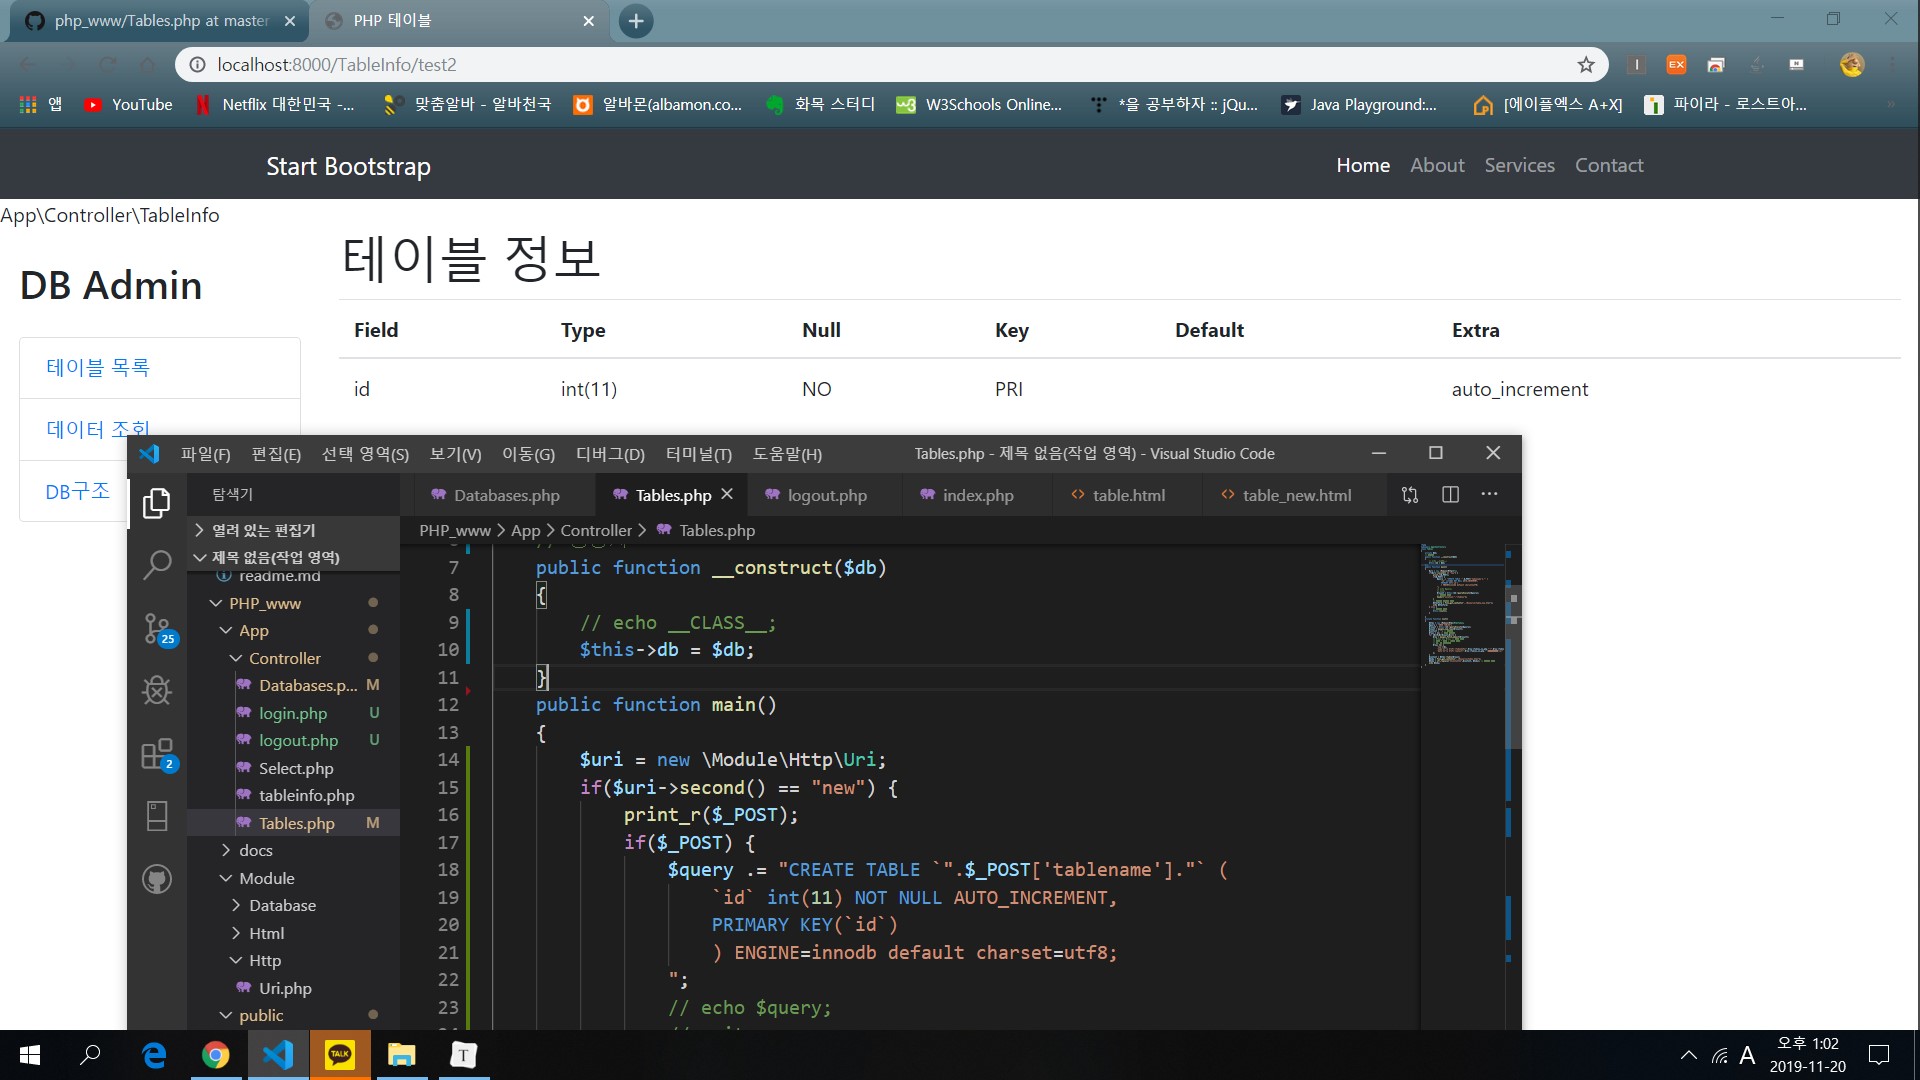 php_www/Tables.php at master
PHP 테이블
localhost:8000/TableInfo/test2
I
EX
앱
YouTube
Netflix 대한민국 -...
맞춤알바 - 알바천국
알바몬(albamon.co...
화목 스터디
W3Schools Online...
*을 공부하자 :: jQu...
Java Playground:...
[에이플엑스 A+X]
파이라 - 로스트아...
»
Start Bootstrap
Home
About
Services
Contact
App\Controller\TableInfo
DB Admin
테이블 목록
데이터 조회
DB구조
테이블 정보
Field Type Null Key Default Extra
id int(11) NO PRI auto_increment
파일(F) 편집(E) 선택 영역(S) 보기(V) 이동(G) 디버그(D) 터미널(T) 도움말(H)
Tables.php - 제목 없음(작업 영역) - Visual Studio Code
탐색기
Databases.php
Tables.php
logout.php
index.php
table.html
table_new.html
PHP_www > App > Controller > Tables.php
열려 있는 편집기
제목 없음(작업 영역)
readme.md
PHP_www
App
Controller
Databases.p... M
login.php U
logout.php U
Select.php
tableinfo.php
Tables.php M
docs
Module
Database
Html
Http
Uri.php
public
25
2
7 public function __construct($db)
8 {
9 // echo __CLASS__;
10 $this->db = $db;
11 }
12 public function main()
13 {
14 $uri = new \Module\Http\Uri;
15 if($uri->second() == "new") {
16 print_r($_POST);
17 if($_POST) {
18 $query .= "CREATE TABLE `".$_POST['tablename']."` (
19 `id` int(11) NOT NULL AUTO_INCREMENT,
20 PRIMARY KEY(`id`)
21 ) ENGINE=innodb default charset=utf8;
22 ";
23 // echo $query;
TALK
T
A
오후 1:02
2019-11-20